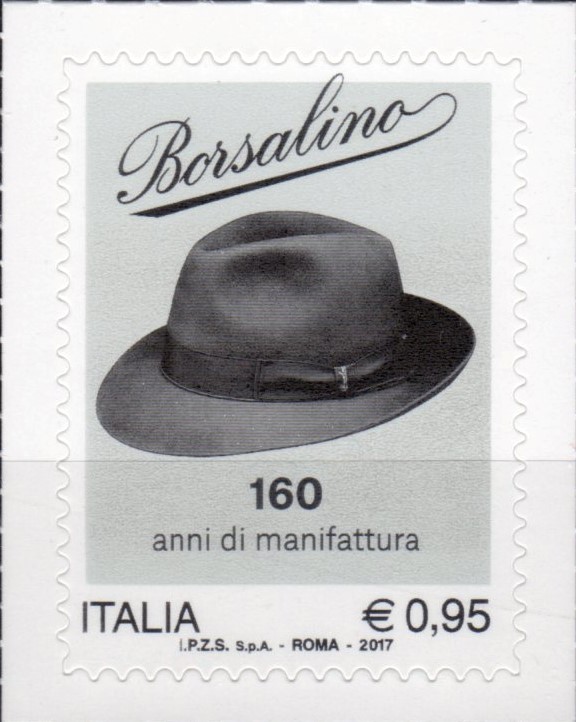 Borsalino
160
anni di manifattura
ITALIA € 0,95
I.P.Z.S. S.p.A. - ROMA - 2017